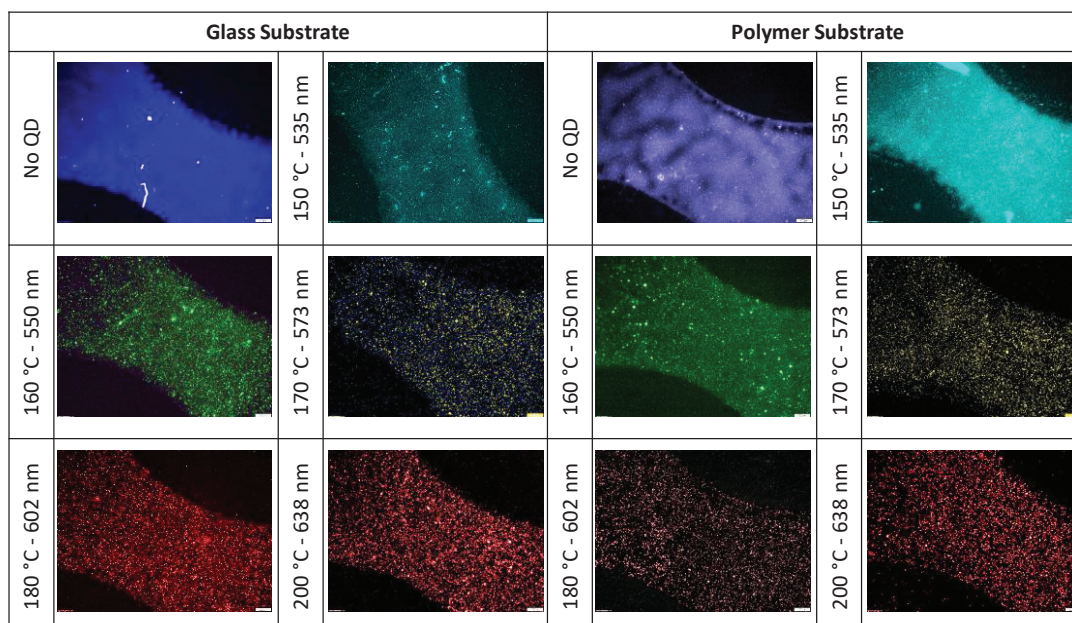 Glass Substrate
Polymer Substrate
No QD
150 °C - 535 nm
No QD
150 °C - 535 nm
160 °C - 550 nm
170 °C - 573 nm
160 °C - 550 nm
170 °C - 573 nm
180 °C - 602 nm
200 °C - 638 nm
180 °C - 602 nm
200 °C - 638 nm